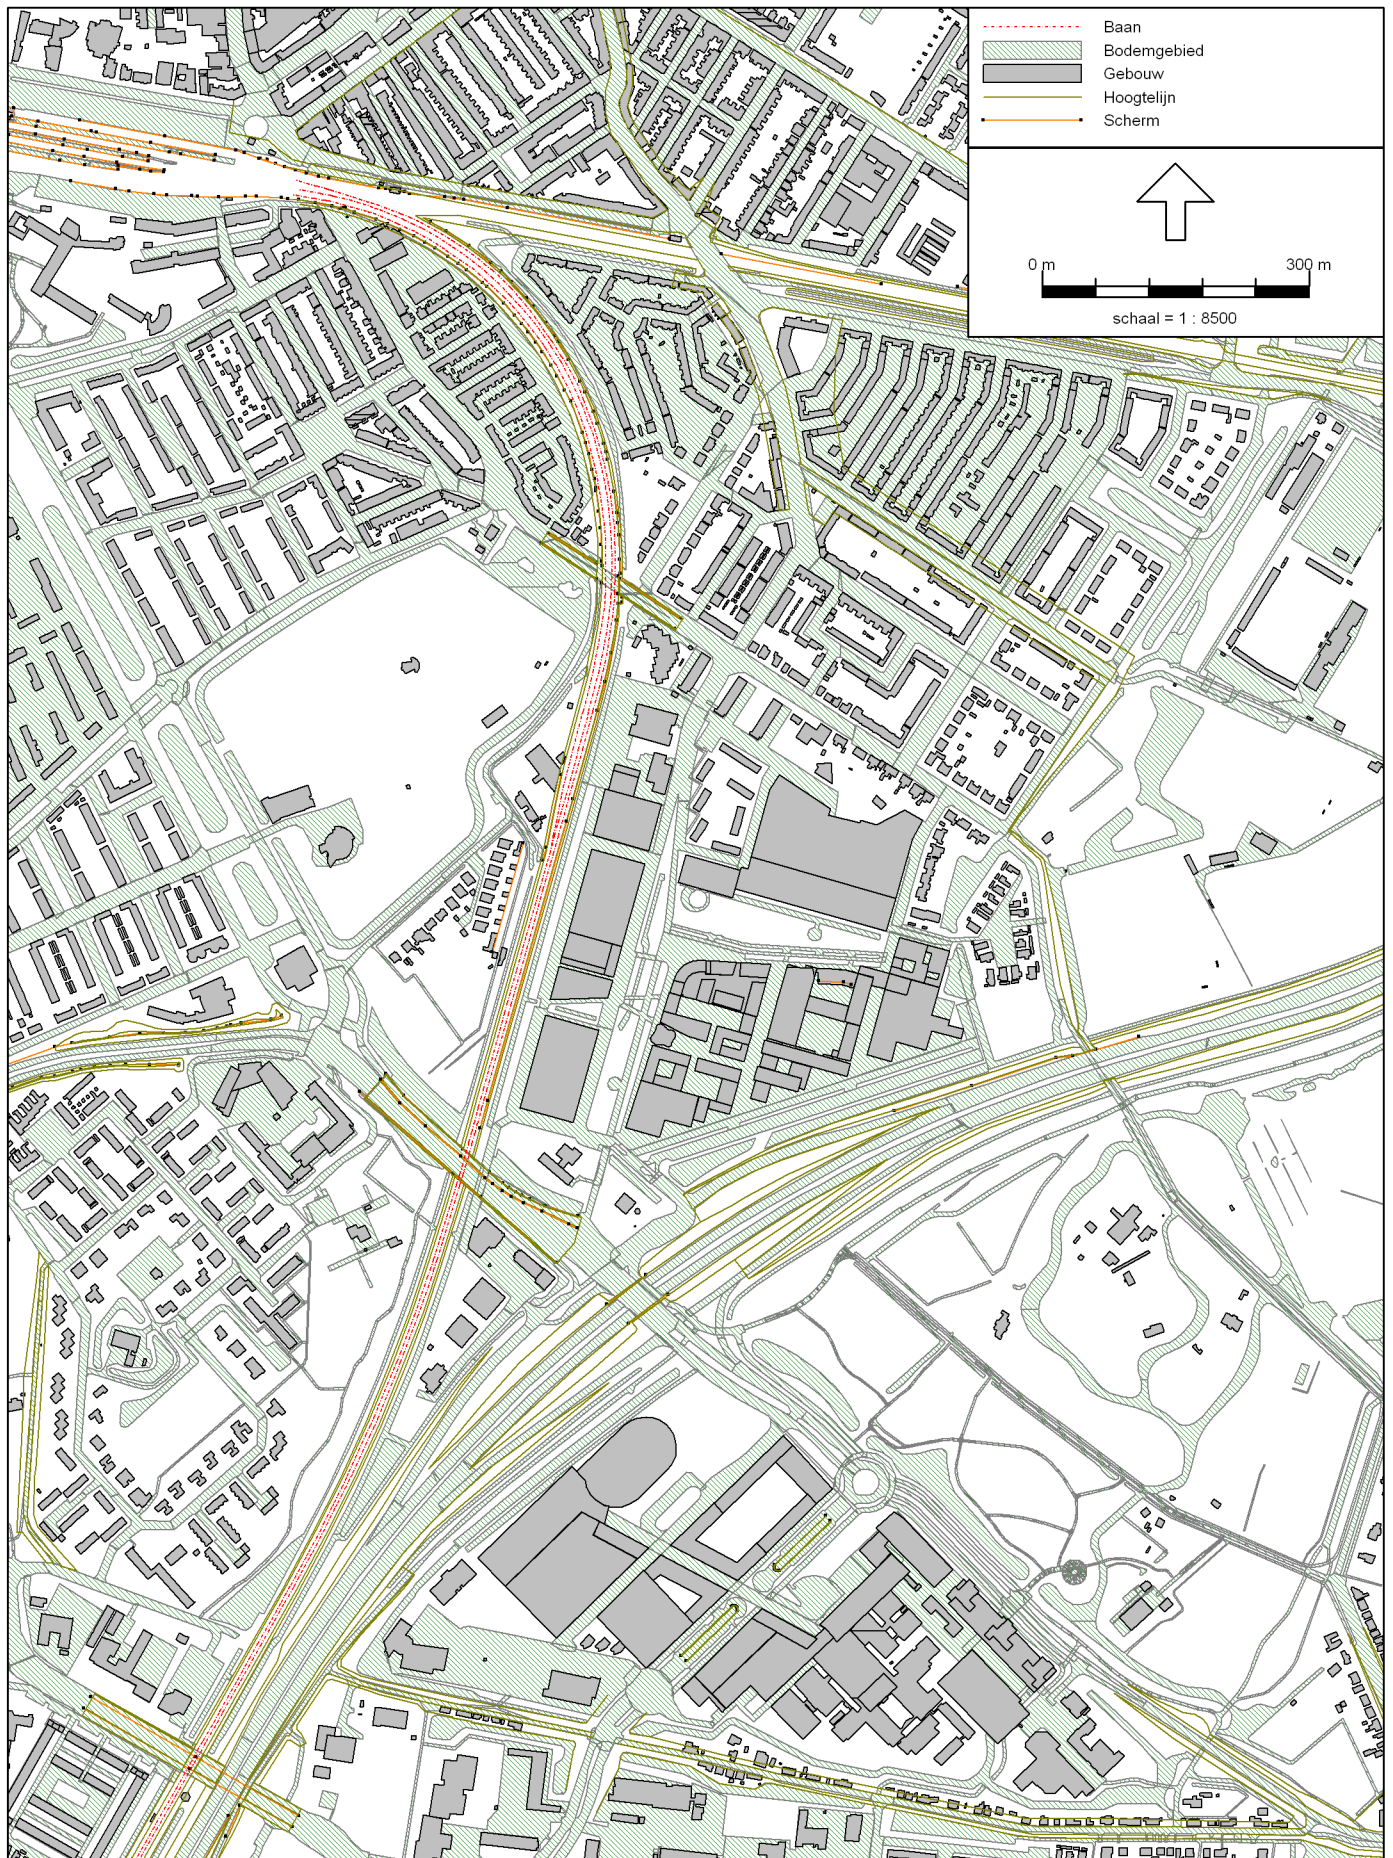 Baan
Bodemgebied
Gebouw
Hoogtelijn
Scherm
0 m 300 m
schaal = 1 : 8500